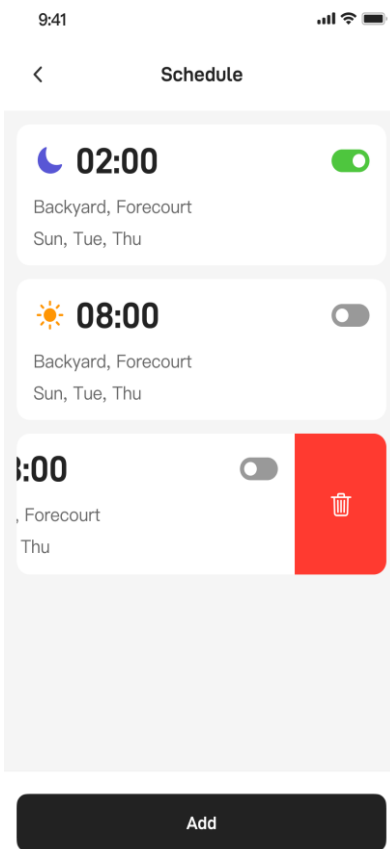 9:41
Schedule
02:00
Backyard, Forecourt
Sun, Tue, Thu
08:00
Backyard, Forecourt
Sun, Tue, Thu
:00
, Forecourt
Thu
Add